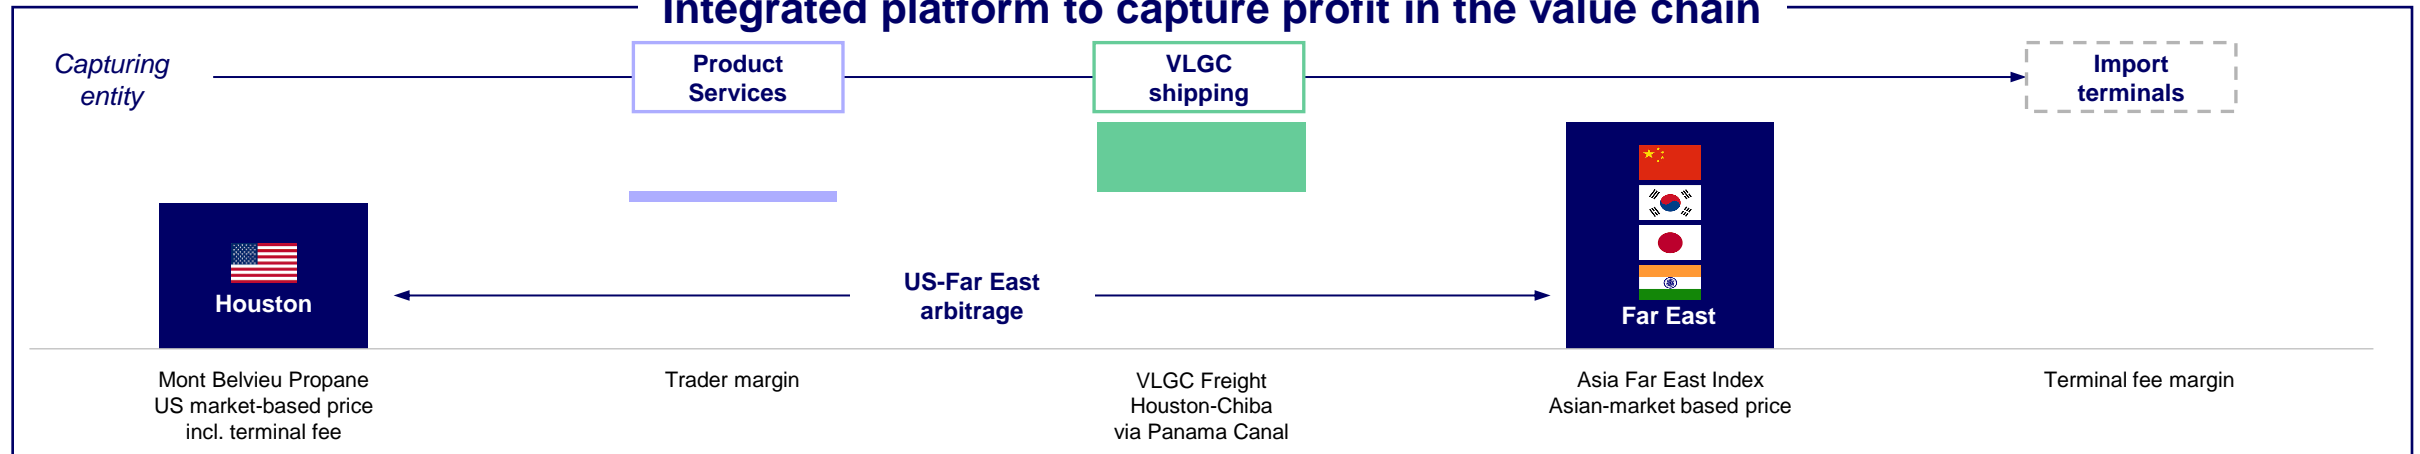 Integrated platform to capture profit in the value chain
Capturing
entity
Product
Services
VLGC
shipping
Import
terminals
Houston
US-Far East
arbitrage
Far East
Mont Belvieu Propane
US market-based price
incl. terminal fee
Trader margin
VLGC Freight
Houston-Chiba
via Panama Canal
Asia Far East Index
Asian-market based price
Terminal fee margin